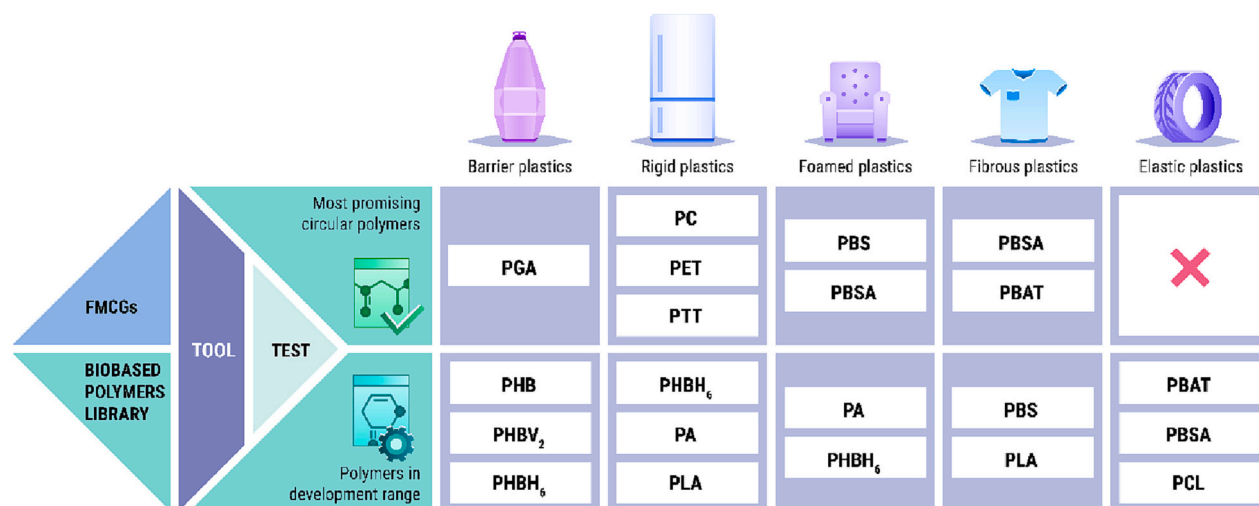 Barrier plastics
Rigid plastics
Foamed plastics
Fibrous plastics
Elastic plastics
FMCGs
BIOBASED
POLYMERS
LIBRARY
TOOL
TEST
Most promising
circular polymers
PGA
PC
PET
PTT
PBS
PBSA
PBSA
PBAT
Polymers in
development range
PHB
PHBV₂
PHBH₆
PHBH₆
PA
PLA
PA
PHBH₆
PBS
PLA
PBAT
PBSA
PCL